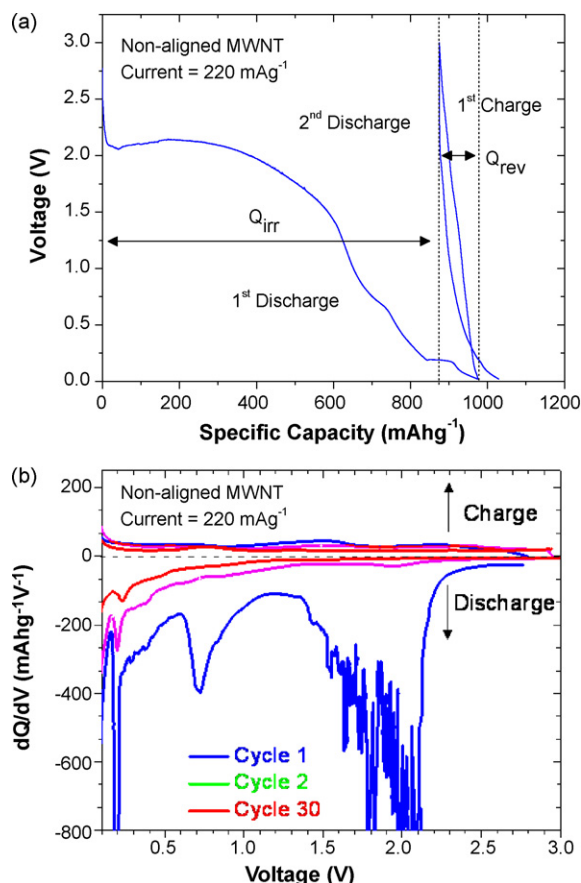 (a)
Non-aligned MWNT
Current = 220 mAg⁻¹
3.0
2.5
2.0
1.5
1.0
0.5
0.0
Voltage (V)
2ⁿᵈ Discharge
1ˢᵗ Charge
Qrev
Qirr
1ˢᵗ Discharge
0 200 400 600 800 1000 1200
Specific Capacity (mAhg⁻¹)
(b)
Non-aligned MWNT
Current = 220 mAg⁻¹
200
0
-200
-400
-600
-800
dQ/dV (mAhg⁻¹V⁻¹)
Charge
Discharge
Cycle 1
Cycle 2
Cycle 30
0.5 1.0 1.5 2.0 2.5 3.0
Voltage (V)